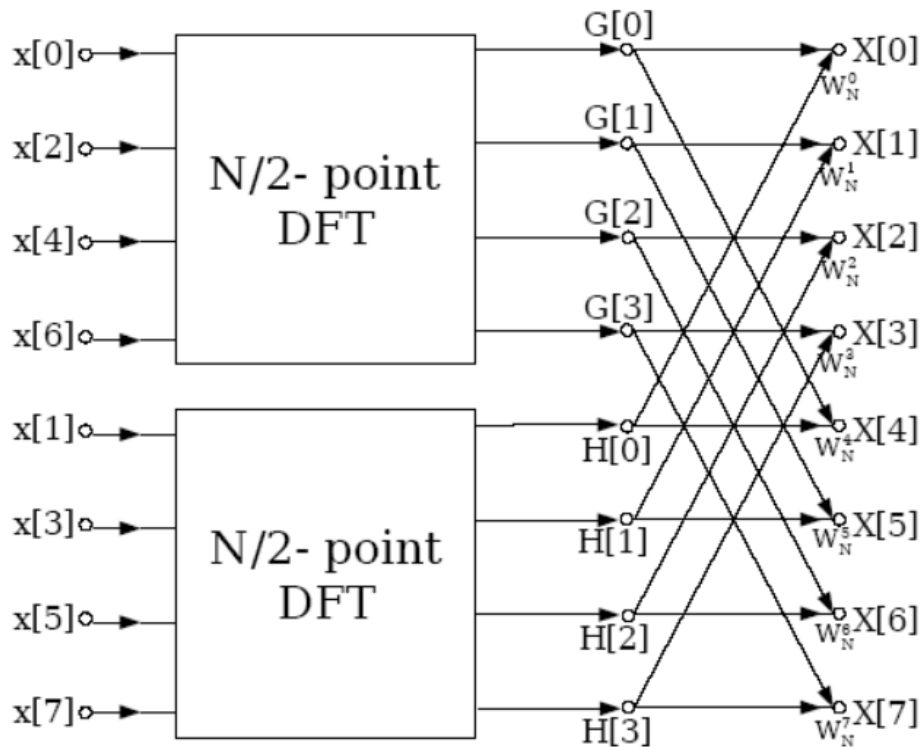 x[0]
x[2]
x[4]
x[6]
x[1]
x[3]
x[5]
x[7]
N/2- point
DFT
N/2- point
DFT
G[0]
G[1]
G[2]
G[3]
H[0]
H[1]
H[2]
H[3]
X[0]
W_N^0
X[1]
W_N^1
X[2]
W_N^2
X[3]
W_N^3
X[4]
W_N^4
X[5]
W_N^5
X[6]
W_N^6
X[7]
W_N^7